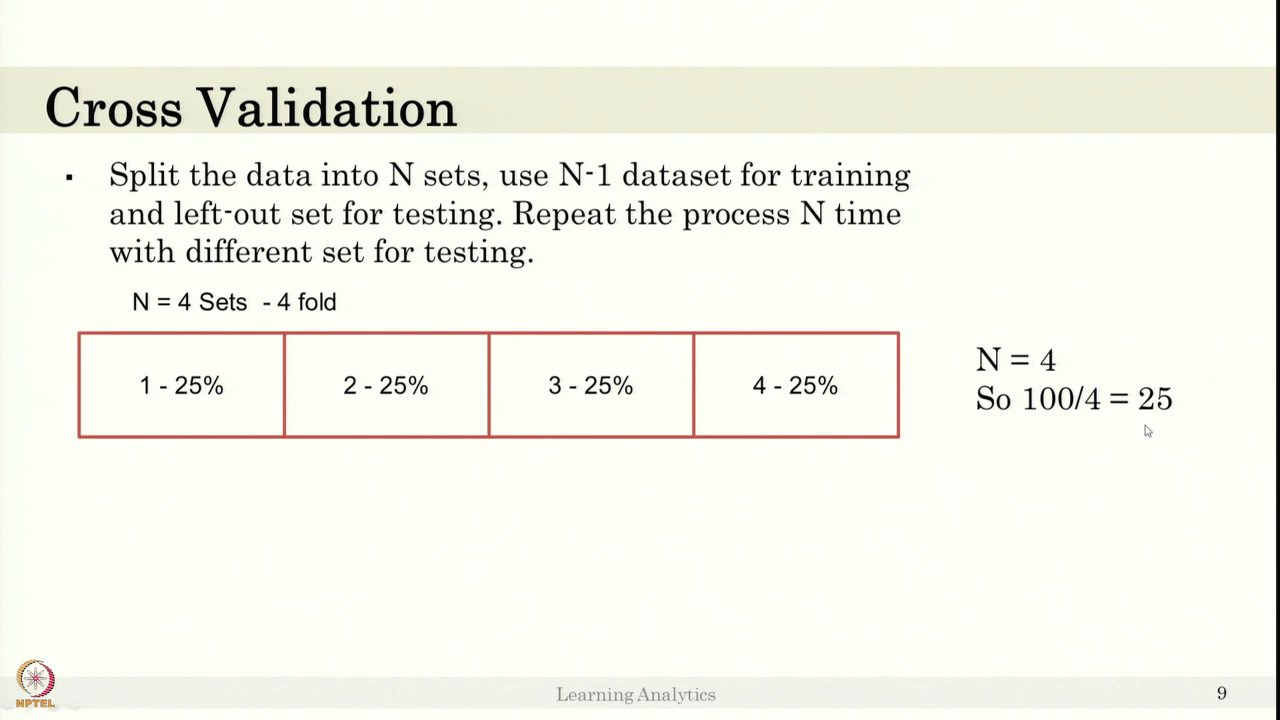 Cross Validation
▪ Split the data into N sets, use N-1 dataset for training
and left-out set for testing. Repeat the process N time
with different set for testing.
N = 4 Sets - 4 fold
1 - 25% 2 - 25% 3 - 25% 4 - 25%
N = 4
So 100/4 = 25
NPTEL
Learning Analytics
9